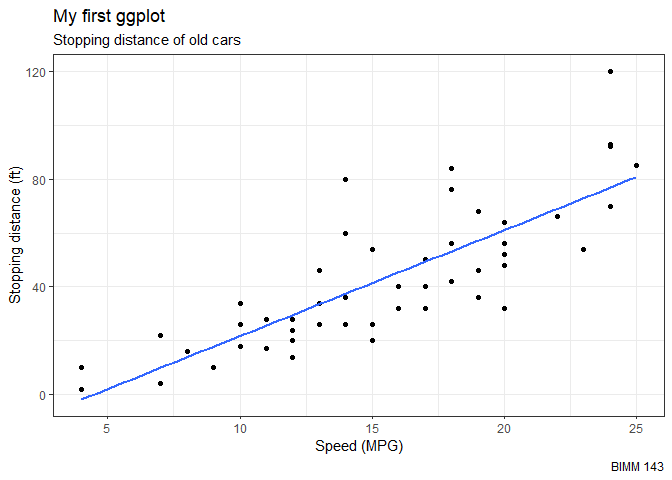 My first ggplot
Stopping distance of old cars
Stopping distance (ft)
120
80
40
0
5 10 15 20 25
Speed (MPG)
BIMM 143